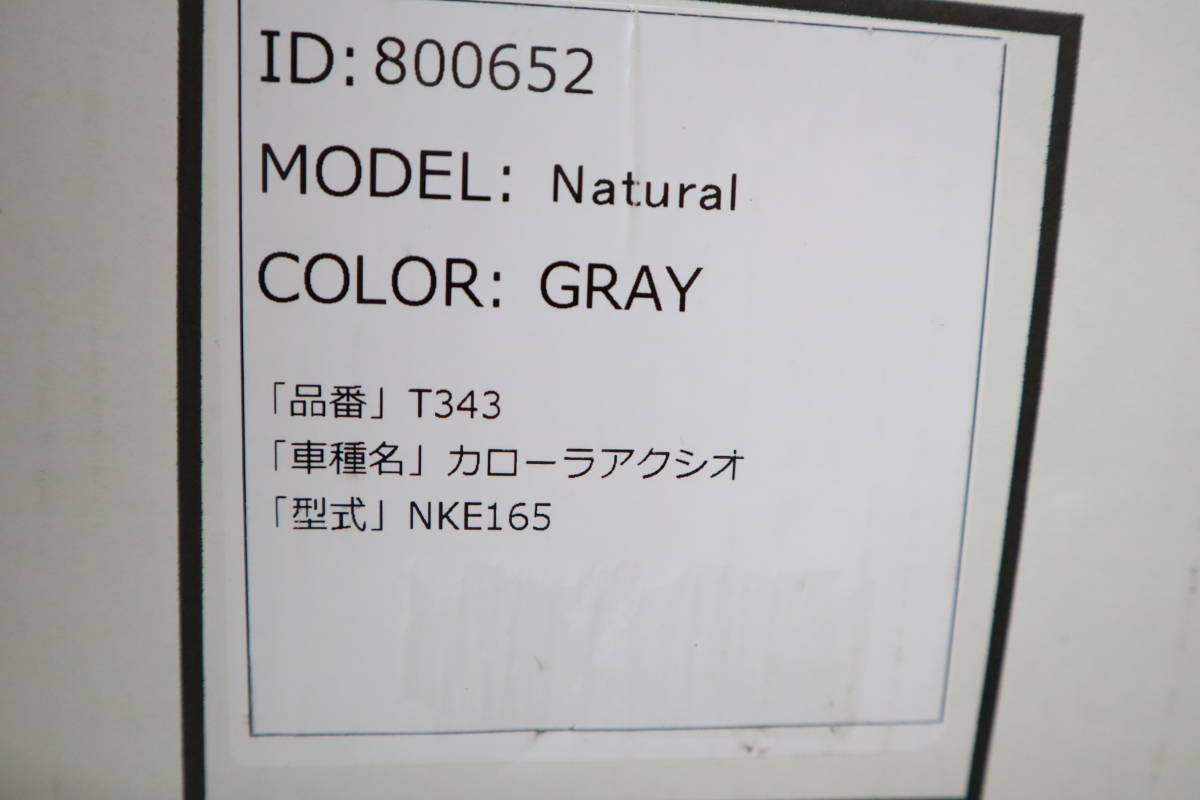 ID: 800652
MODEL: Natural
COLOR: GRAY
「品番」T343
「車種名」カローラアクシオ
「型式」NKE165